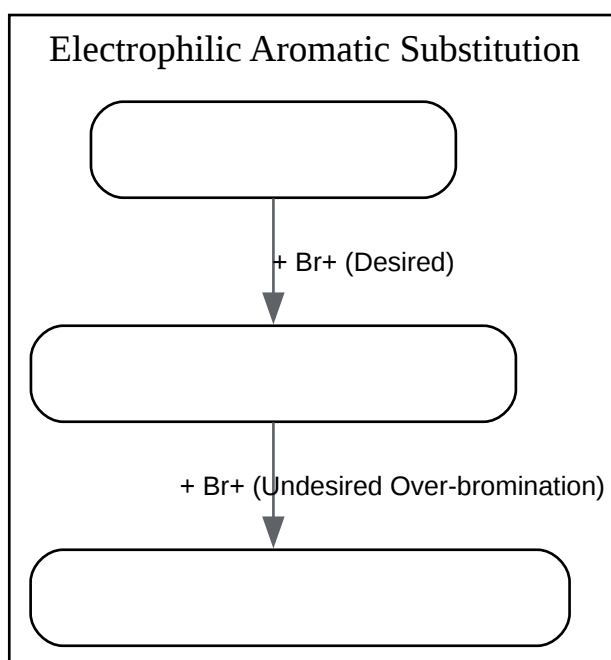 Electrophilic Aromatic Substitution
+ Br+ (Desired)
+ Br+ (Undesired Over-bromination)